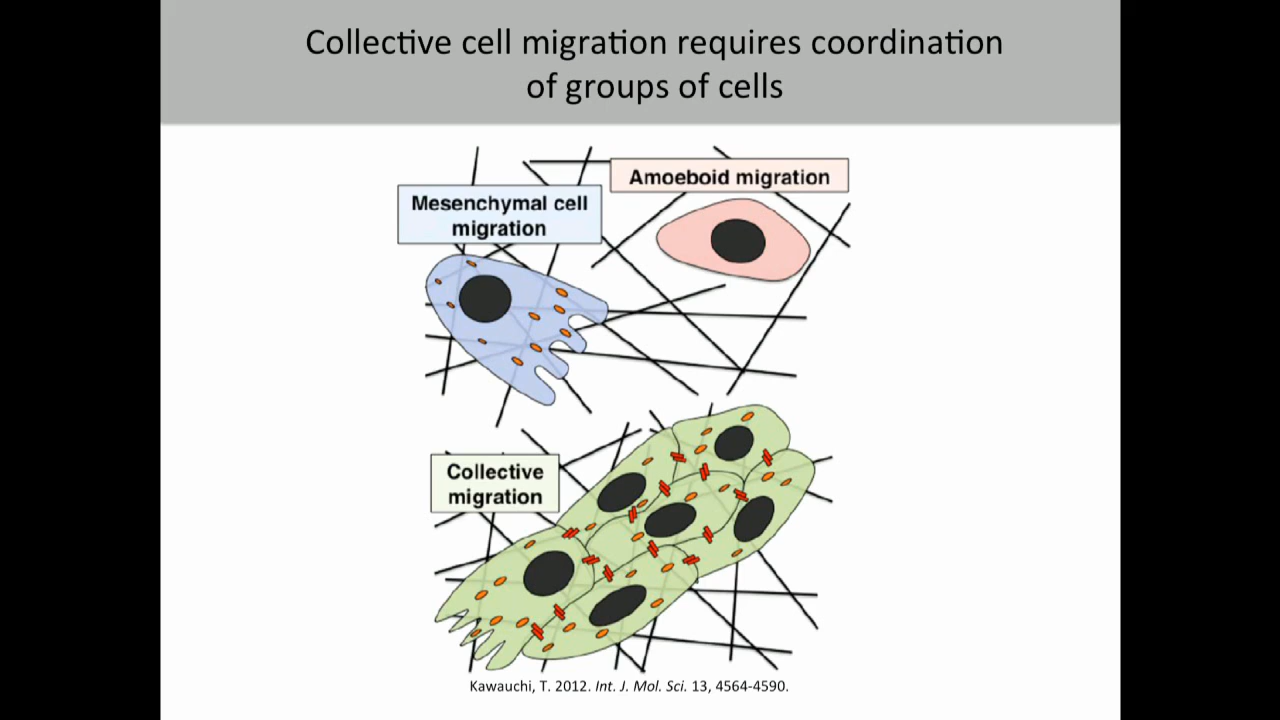 Collective cell migration requires coordination
of groups of cells
Amoeboid migration
Mesenchymal cell
migration
Collective
migration
Kawauchi, T. 2012. Int. J. Mol. Sci. 13, 4564-4590.